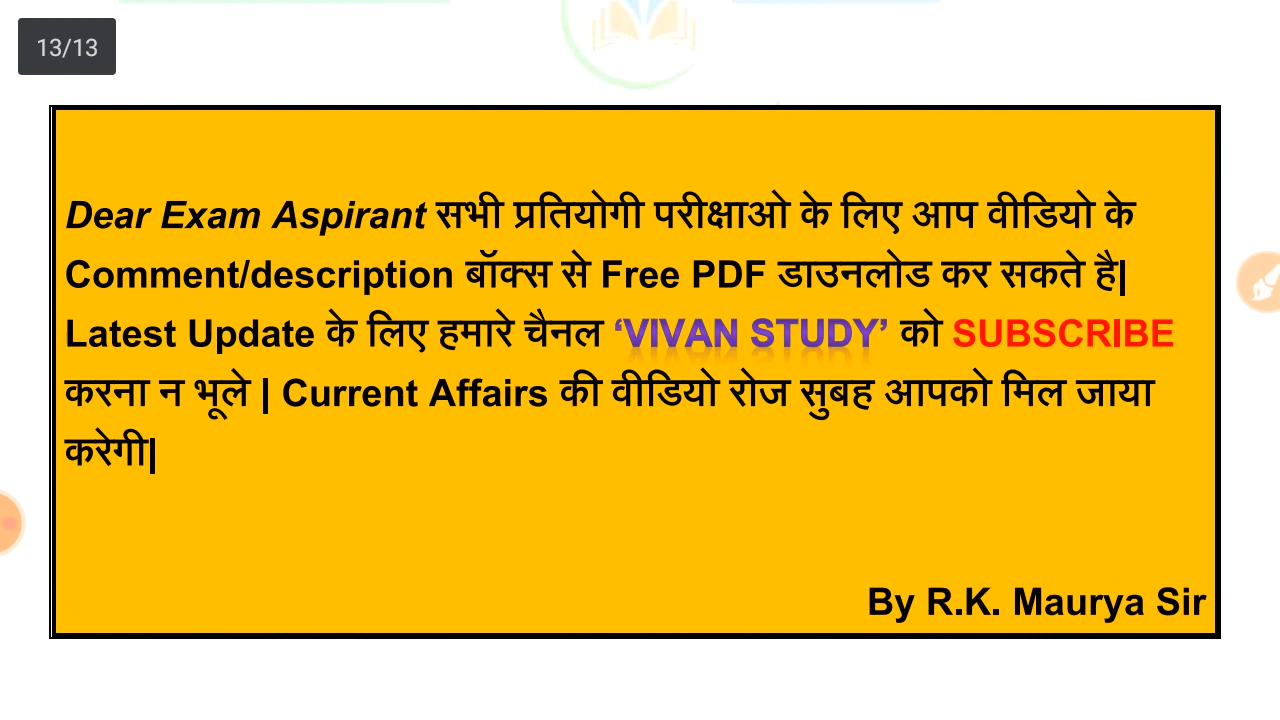 13/13
Dear Exam Aspirant सभी प्रतियोगी परीक्षाओ के लिए आप वीडियो के
Comment/description बॉक्स से Free PDF डाउनलोड कर सकते है|
Latest Update के लिए हमारे चैनल ‘VIVAN STUDY’ को SUBSCRIBE
करना न भूले | Current Affairs की वीडियो रोज सुबह आपको मिल जाया
करेगी|
By R.K. Maurya Sir